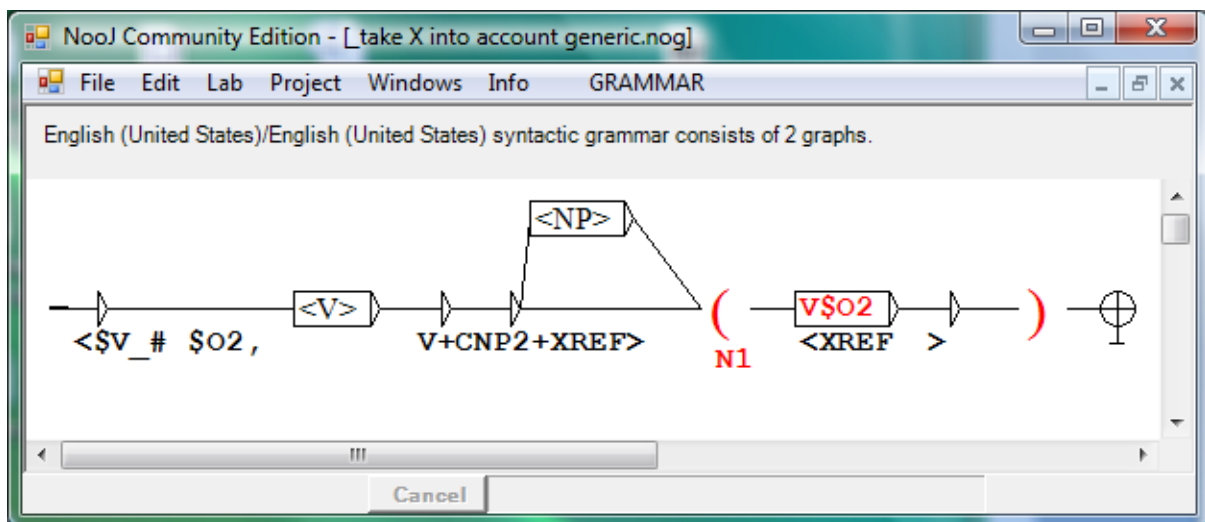 NooJ Community Edition - [_take X into account generic.nog]
File Edit Lab Project Windows Info GRAMMAR
English (United States)/English (United States) syntactic grammar consists of 2 graphs.
<NP>
<V> ( V$O2 )
<$V_# $O2, V+CNP2+XREF> N1 <XREF >
Cancel